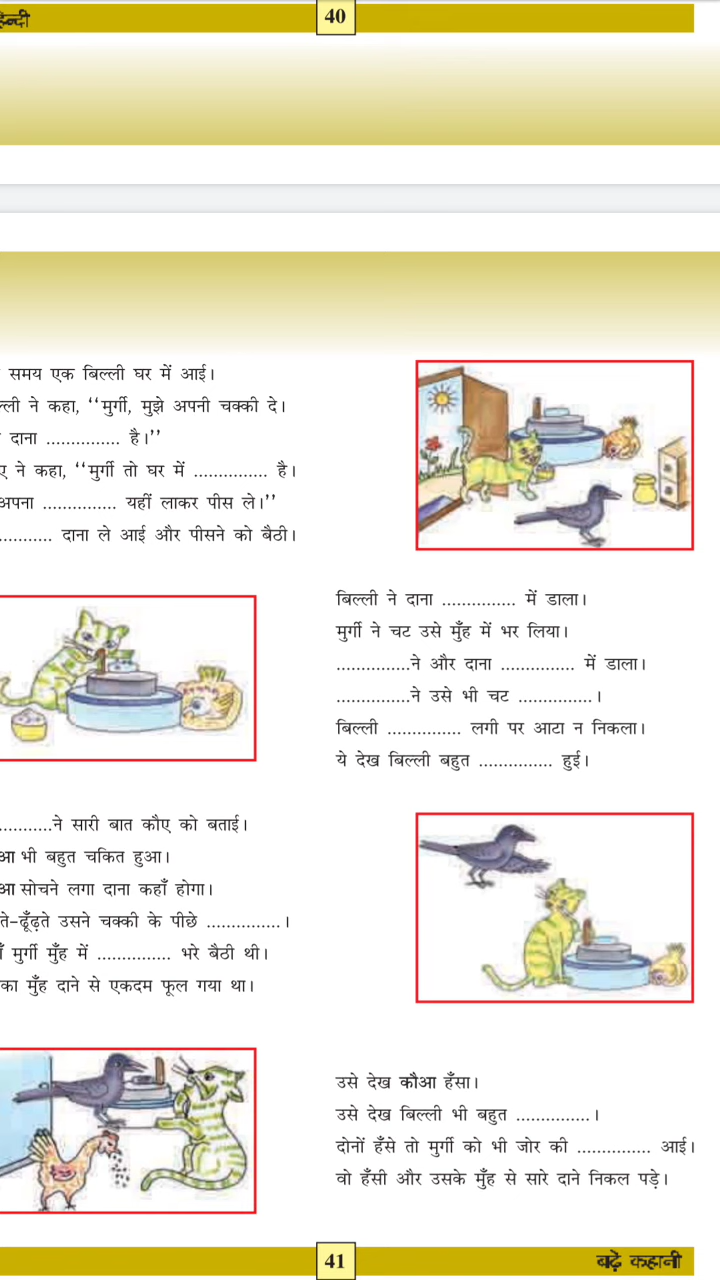 हिन्दी
40
समय एक बिल्ली घर में आई।
ल्ली ने कहा, ‘‘मुर्गी, मुझे अपनी चक्की दे।
दाना ............... है।’’
ए ने कहा, ‘‘मुर्गी तो घर में ............... है।
अपना ............... यहीं लाकर पीस ले।’’
........... दाना ले आई और पीसने को बैठी।
बिल्ली ने दाना ............... में डाला।
मुर्गी ने चट उसे मुँह में भर लिया।
...............ने और दाना ............... में डाला।
...............ने उसे भी चट ...............।
बिल्ली ............... लगी पर आटा न निकला।
ये देख बिल्ली बहुत ............... हुई।
...........ने सारी बात कौए को बताई।
आ भी बहुत चकित हुआ।
आ सोचने लगा दाना कहाँ होगा।
ते-ढूँढ़ते उसने चक्की के पीछे ...............।
ँ मुर्गी मुँह में ............... भरे बैठी थी।
का मुँह दाने से एकदम फूल गया था।
उसे देख कौआ हँसा।
उसे देख बिल्ली भी बहुत ...............।
दोनों हँसे तो मुर्गी को भी जोर की ............... आई।
वो हँसी और उसके मुँह से सारे दाने निकल पड़े।
41
बढ़े कहानी